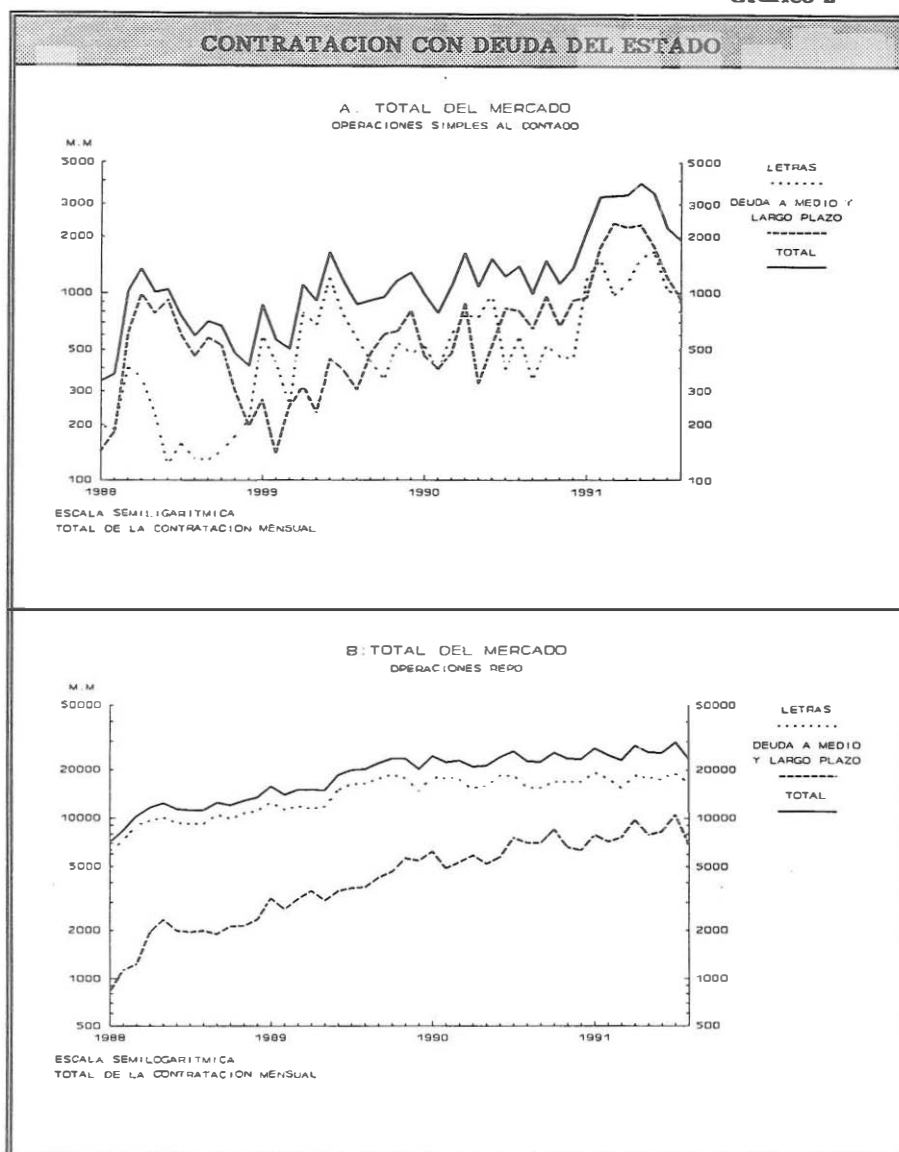 CONTRATACION CON DEUDA DEL ESTADO
A. TOTAL DEL MERCADO
OPERACIONES SIMPLES AL CONTADO
M.M
5000
3000
2000
1000
500
300
200
100
5000
3000
2000
1000
500
300
200
100
LETRAS
DEUDA A MEDIO Y
LARGO PLAZO
TOTAL
1988
1989
1990
1991
ESCALA SEMILIGARITMICA
TOTAL DE LA CONTRATACION MENSUAL
B:TOTAL DEL MERCADO
OPERACIONES REPO
M.M
50000
20000
10000
5000
2000
1000
500
50000
20000
10000
5000
2000
1000
500
LETRAS
DEUDA A MEDIO
Y LARGO PLAZO
TOTAL
1988
1989
1990
1991
ESCALA SEMILOGARITMICA
TOTAL DE LA CONTRATACION MENSUAL